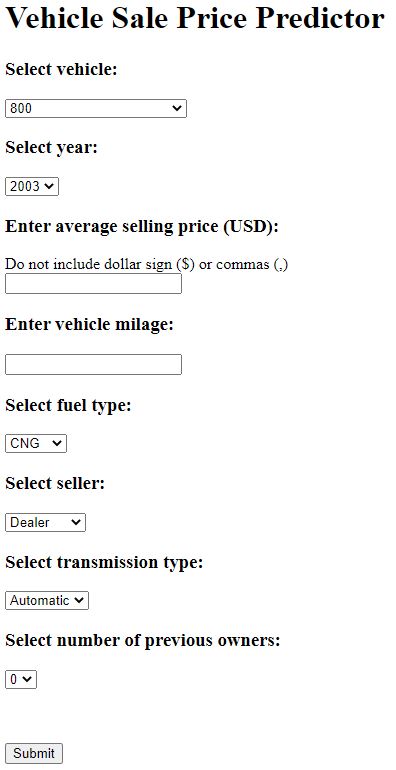 Vehicle Sale Price Predictor
Select vehicle:
800
Select year:
2003
Enter average selling price (USD):
Do not include dollar sign ($) or commas (,)
Enter vehicle milage:
Select fuel type:
CNG
Select seller:
Dealer
Select transmission type:
Automatic
Select number of previous owners:
0
Submit